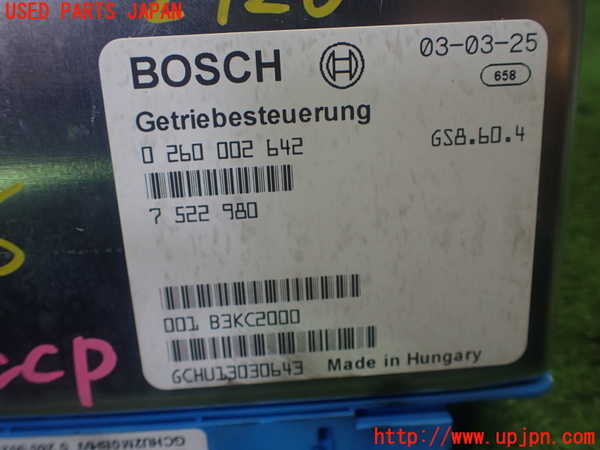 USED PARTS JAPAN
BOSCH
03-03-25
658
Getriebesteuerung
0 260 002 642
GS8.60.4
7 522 980
001 B3KC2000
GCHU13030643
Made in Hungary
ccp
http://www.upjpn.com